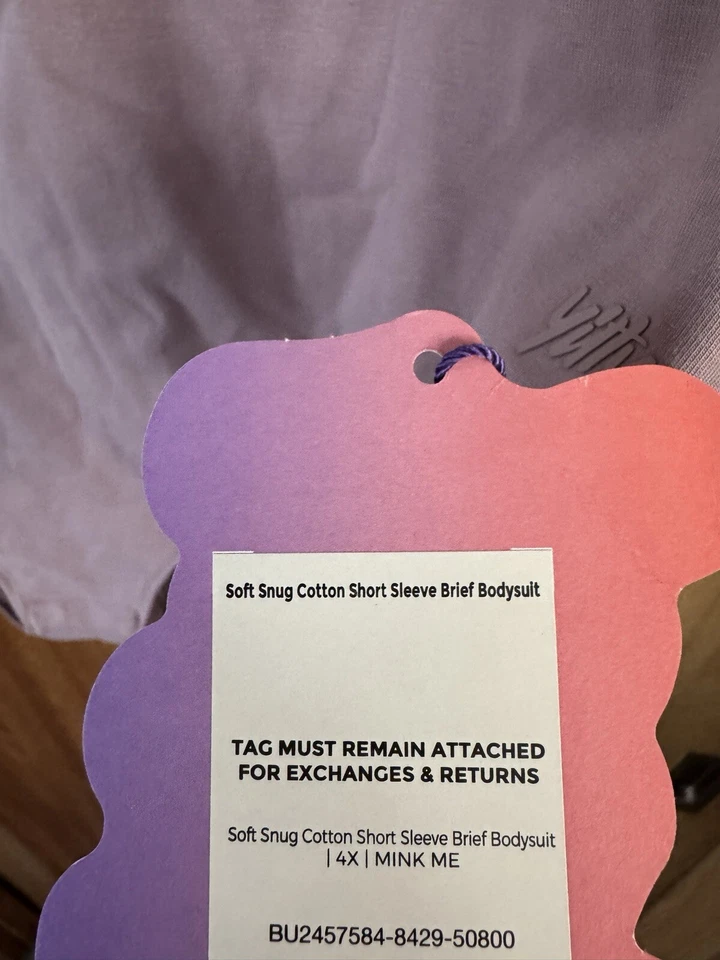 Yitty
Soft Snug Cotton Short Sleeve Brief Bodysuit
TAG MUST REMAIN ATTACHED
FOR EXCHANGES & RETURNS
Soft Snug Cotton Short Sleeve Brief Bodysuit
| 4X | MINK ME
BU2457584-8429-50800